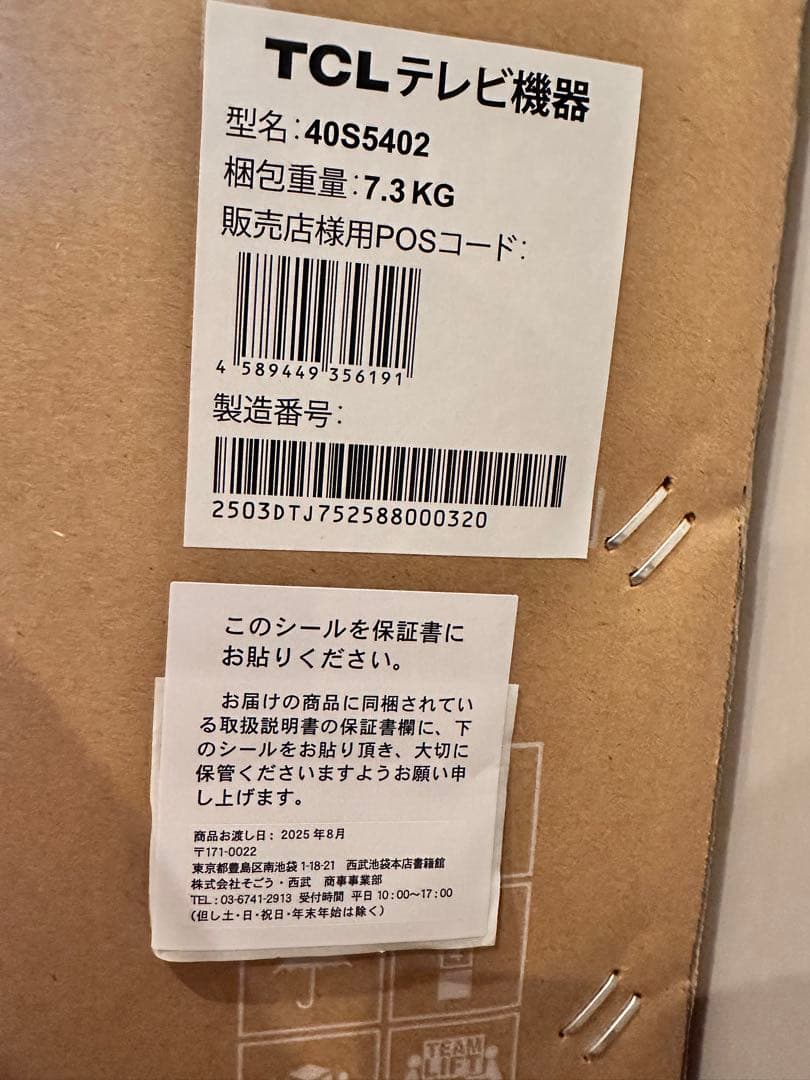 TCLテレビ機器
型名:40S5402
梱包重量:7.3KG
販売店様用POSコード:
4 589449 356191
製造番号:
2503DTJ752588000320
このシールを保証書に
お貼りください。
お届けの商品に同梱されてい
る取扱説明書の保証書欄に、下
のシールをお貼り頂き、大切に
保管くださいますようお願い申
し上げます。
商品お渡し日: 2025年8月
〒171-0022
東京都豊島区南池袋1-18-21 西武池袋本店書籍館
株式会社そごう・西武 商事事業部
TEL:03-6741-2913 受付時間 平日10:00～17:00
(但し土・日・祝日・年末年始は除く)
TEAM
LIFT